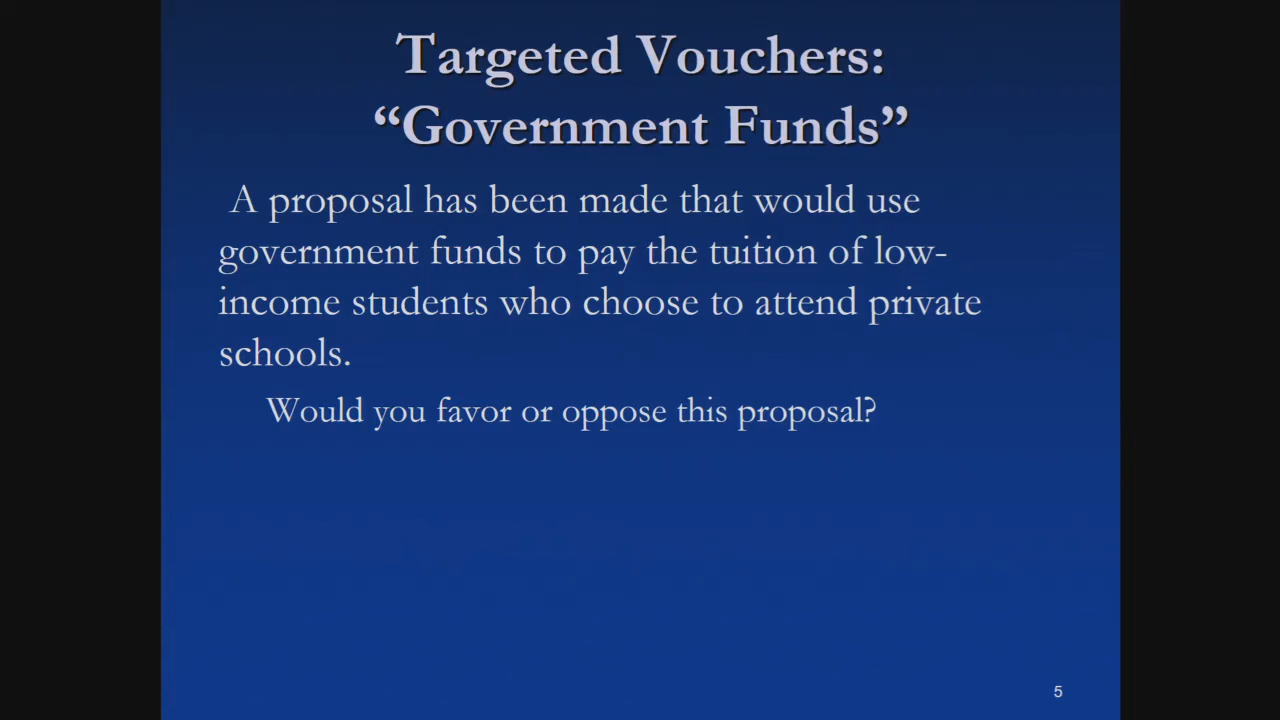 Targeted Vouchers:
“Government Funds”
A proposal has been made that would use
government funds to pay the tuition of low-
income students who choose to attend private
schools.
Would you favor or oppose this proposal?
5